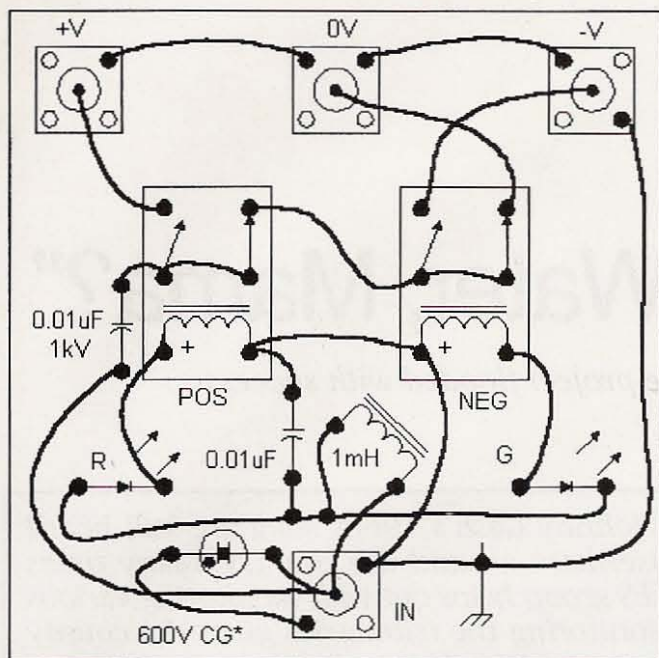 +V
0V
-V
0.01uF
1kV
+
POS
+
NEG
R
0.01uF
1mH
G
IN
600V CG*